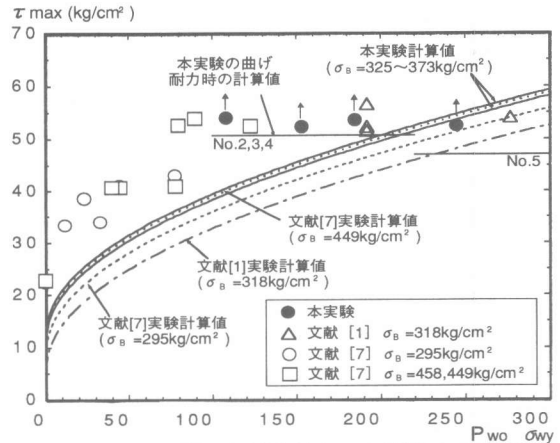 τ max (kg/cm²)
70
60
50
40
30
20
10
0
0
50
100
150
200
250
300
Pwo σwy
本実験の曲げ
耐力時の計算値
本実験計算値
(σB=325~373kg/cm²)
No.2,3,4
No.5
文献[7]実験計算値
(σB=449kg/cm²)
文献[1]実験計算値
(σB=318kg/cm²)
文献[7]実験計算値
(σB=295kg/cm²)
● 本実験
△ 文献 [1] σB=318kg/cm²
○ 文献 [7] σB=295kg/cm²
□ 文献 [7] σB=458,449kg/cm²